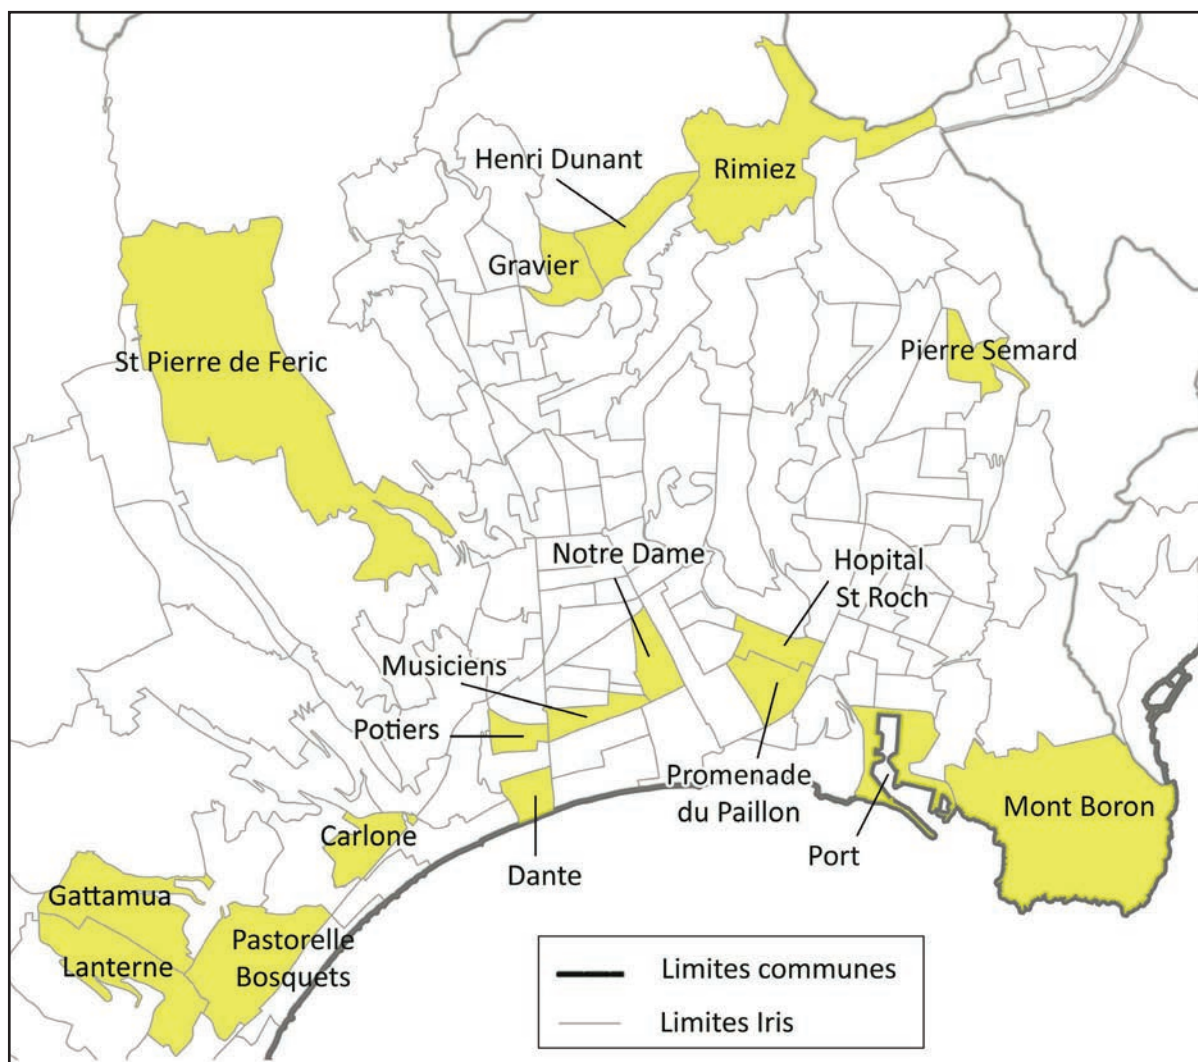 Henri Dunant
Rimiez
Gravier
St Pierre de Feric
Pierre Semard
Notre Dame
Hopital
St Roch
Musiciens
Potiers
Promenade
du Paillon
Mont Boron
Carlone
Port
Dante
Gattamua
Pastorelle
Bosquets
Lanterne
Limites communes
Limites Iris